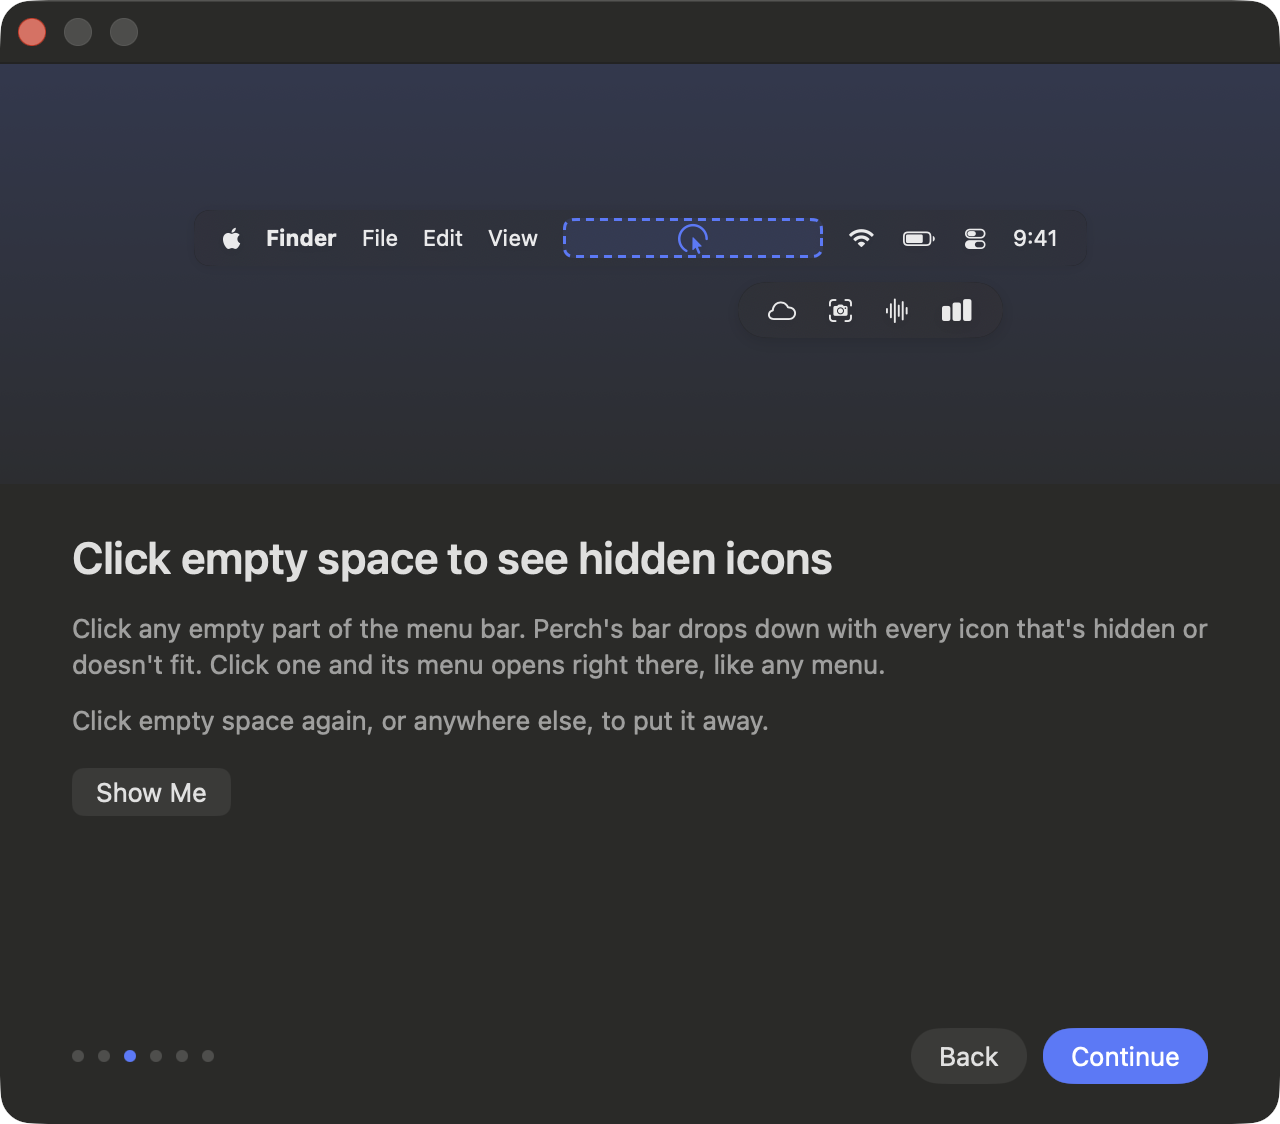 Finder File Edit View 9:41
Click empty space to see hidden icons
Click any empty part of the menu bar. Perch's bar drops down with every icon that's hidden or
doesn't fit. Click one and its menu opens right there, like any menu.
Click empty space again, or anywhere else, to put it away.
Show Me
Back Continue